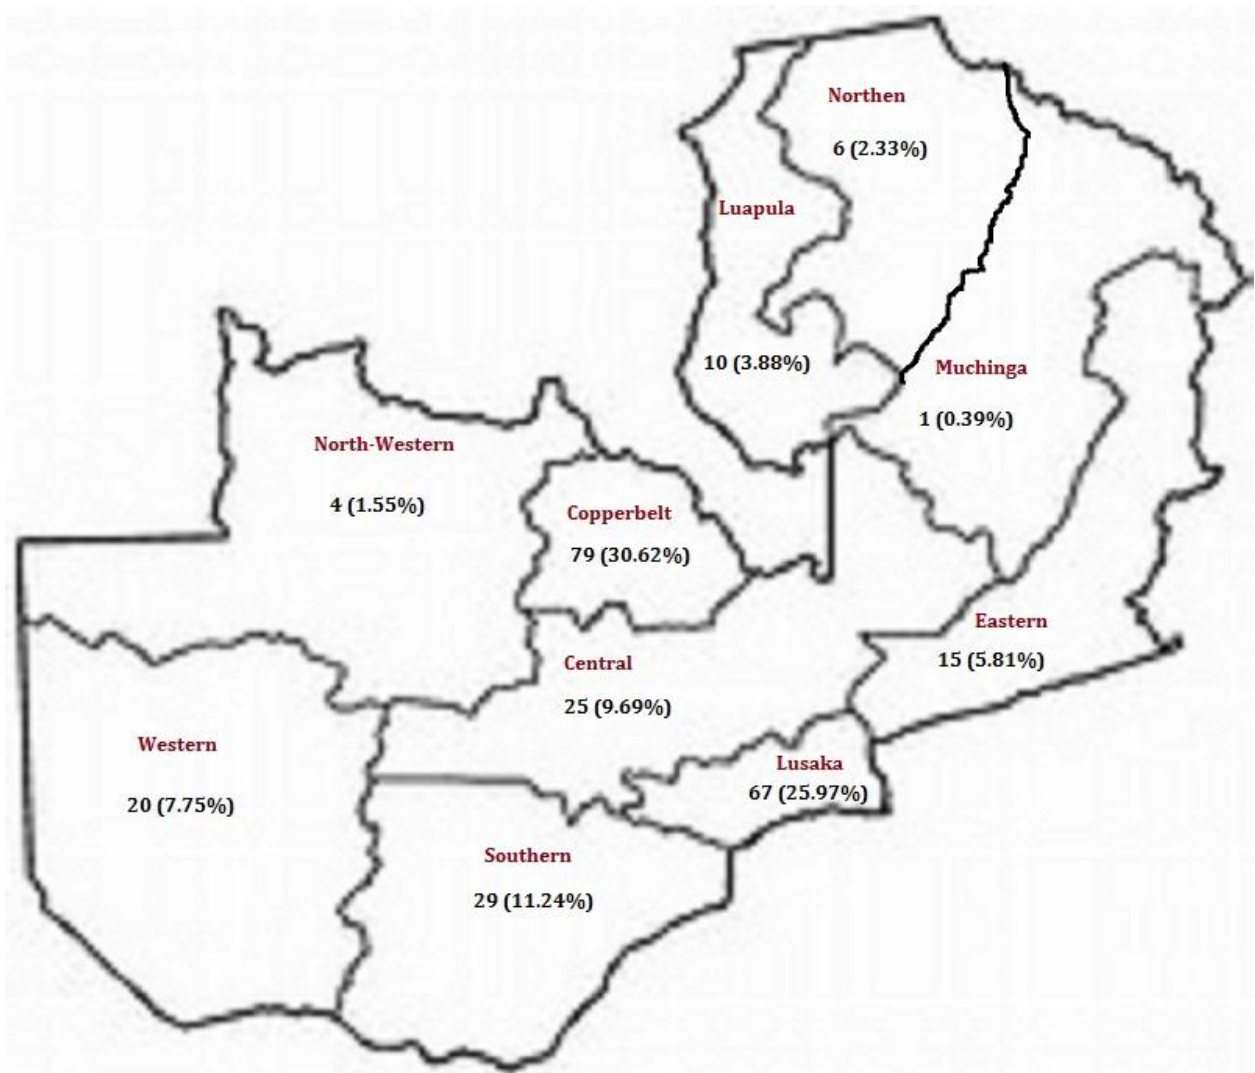 Northen
6 (2.33%)
Luapula
10 (3.88%)
Muchinga
1 (0.39%)
North-Western
4 (1.55%)
Copperbelt
79 (30.62%)
Eastern
15 (5.81%)
Central
25 (9.69%)
Western
20 (7.75%)
Lusaka
67 (25.97%)
Southern
29 (11.24%)